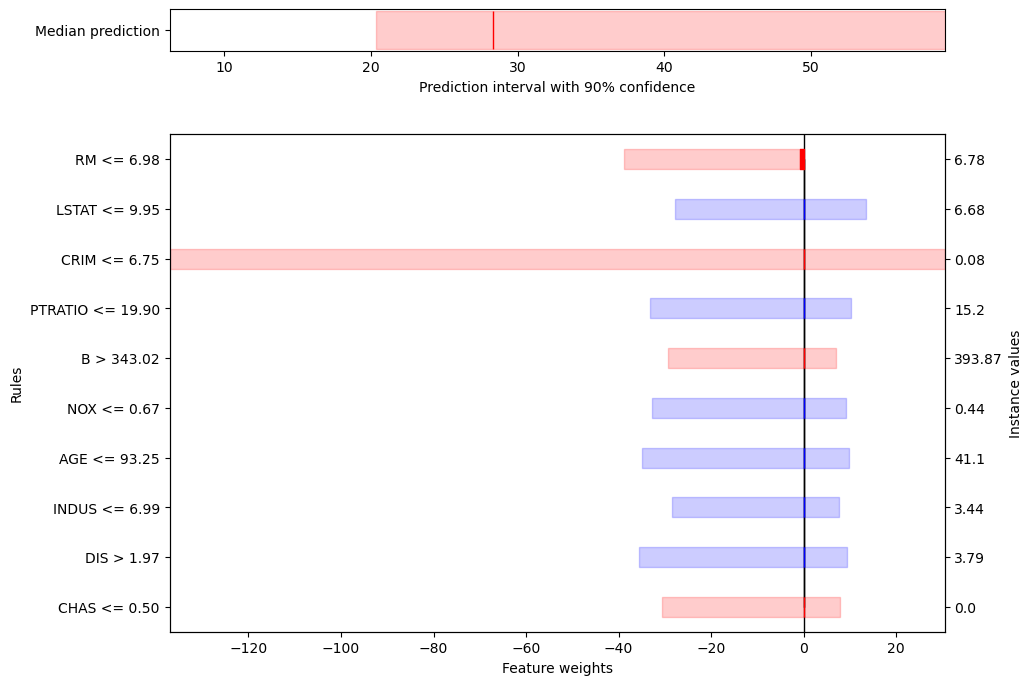 Median prediction
10 20 30 40 50
Prediction interval with 90% confidence
RM <= 6.98 6.78
LSTAT <= 9.95 6.68
CRIM <= 6.75 0.08
PTRATIO <= 19.90 15.2
B > 343.02 393.87
NOX <= 0.67 0.44
AGE <= 93.25 41.1
INDUS <= 6.99 3.44
DIS > 1.97 3.79
CHAS <= 0.50 0.0
Rules
Instance values
−120 −100 −80 −60 −40 −20 0 20
Feature weights